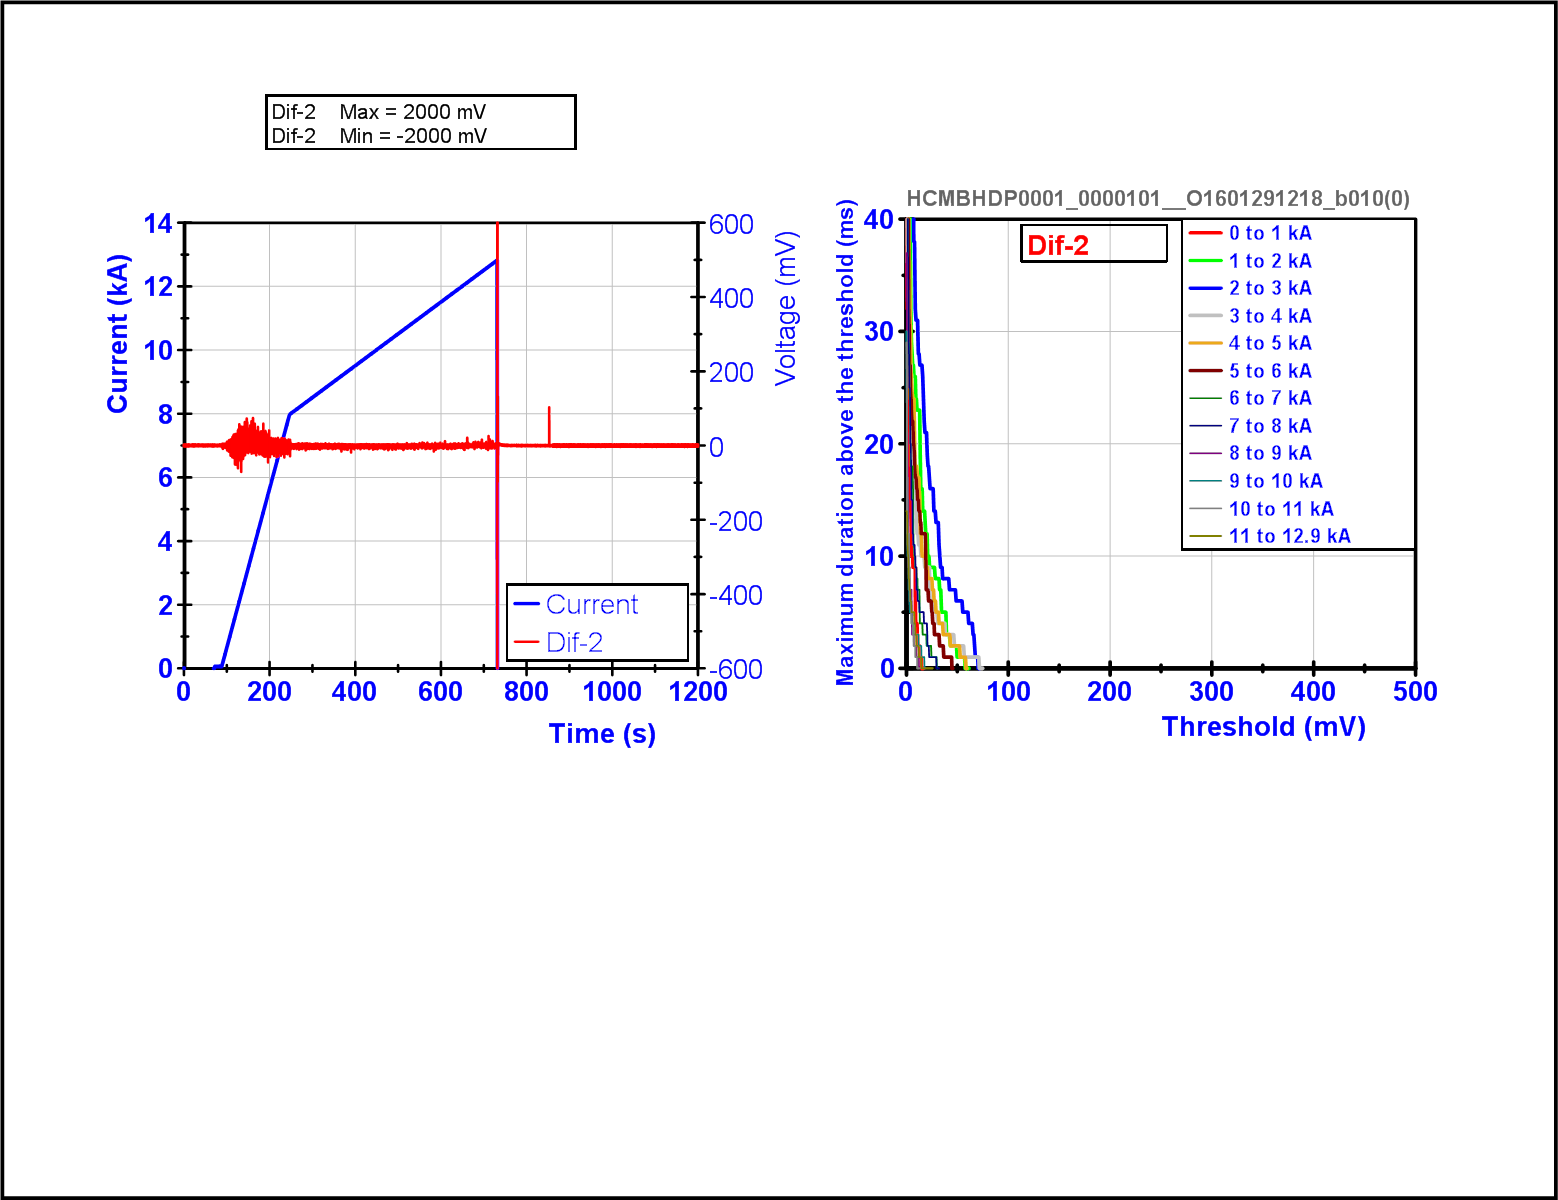 Dif-2 Max = 2000 mV
Dif-2 Min = -2000 mV
HCMBHDP0001_0000101__O1601291218_b010(0)
14
12
10
8
6
4
2
0
Current (kA)
600
400
200
0
-200
-400
-600
Voltage (mV)
Current
Dif-2
0 200 400 600 800 1000 1200
Time (s)
Maximum duration above the threshold (ms)
40
30
20
10
0
Dif-2
0 to 1 kA
1 to 2 kA
2 to 3 kA
3 to 4 kA
4 to 5 kA
5 to 6 kA
6 to 7 kA
7 to 8 kA
8 to 9 kA
9 to 10 kA
10 to 11 kA
11 to 12.9 kA
0 100 200 300 400 500
Threshold (mV)